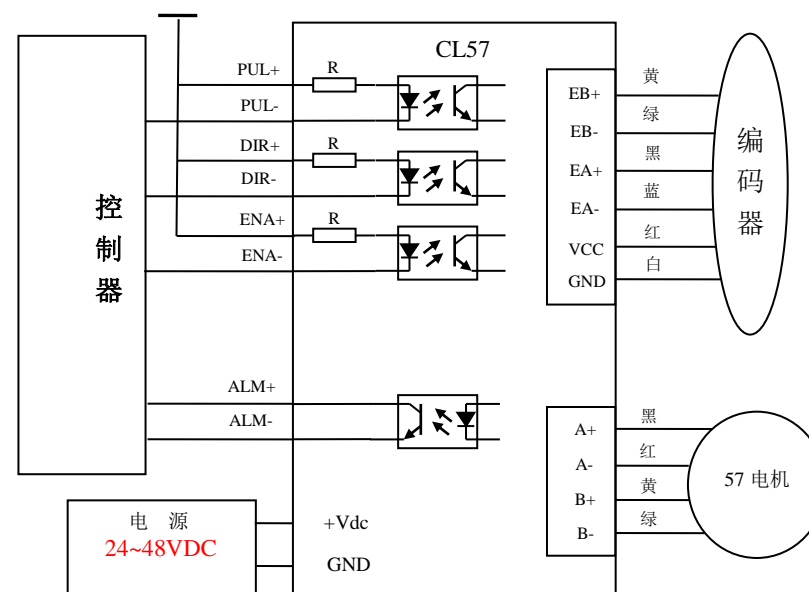 CL57
PUL+
R
PUL-
DIR+
R
DIR-
ENA+
R
ENA-
控制器
ALM+
ALM-
电 源
24~48VDC
+Vdc
GND
EB+
黄
EB-
绿
EA+
黑
EA-
蓝
VCC
红
GND
白
编码器
A+
黑
A-
红
B+
黄
B-
绿
57 电机